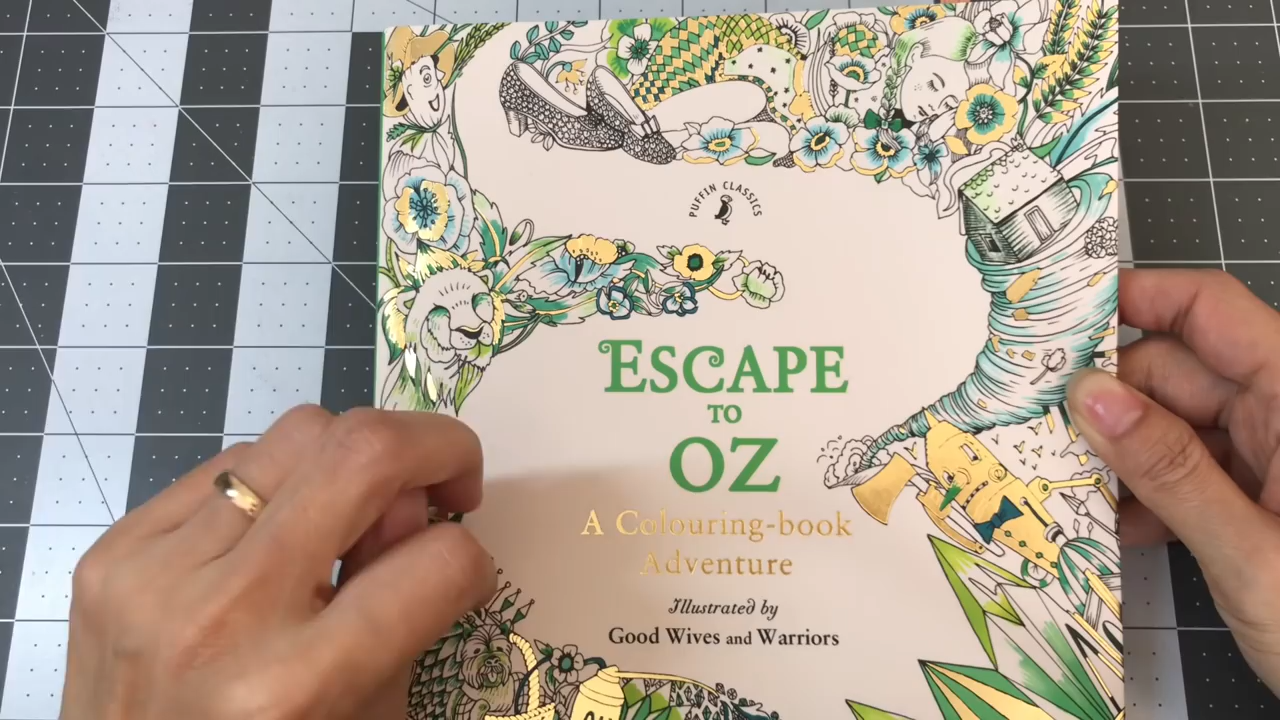 PUFFIN CLASSICS
ESCAPE
TO
OZ
A Colouring-book
Adventure
Illustrated by
Good Wives and Warriors